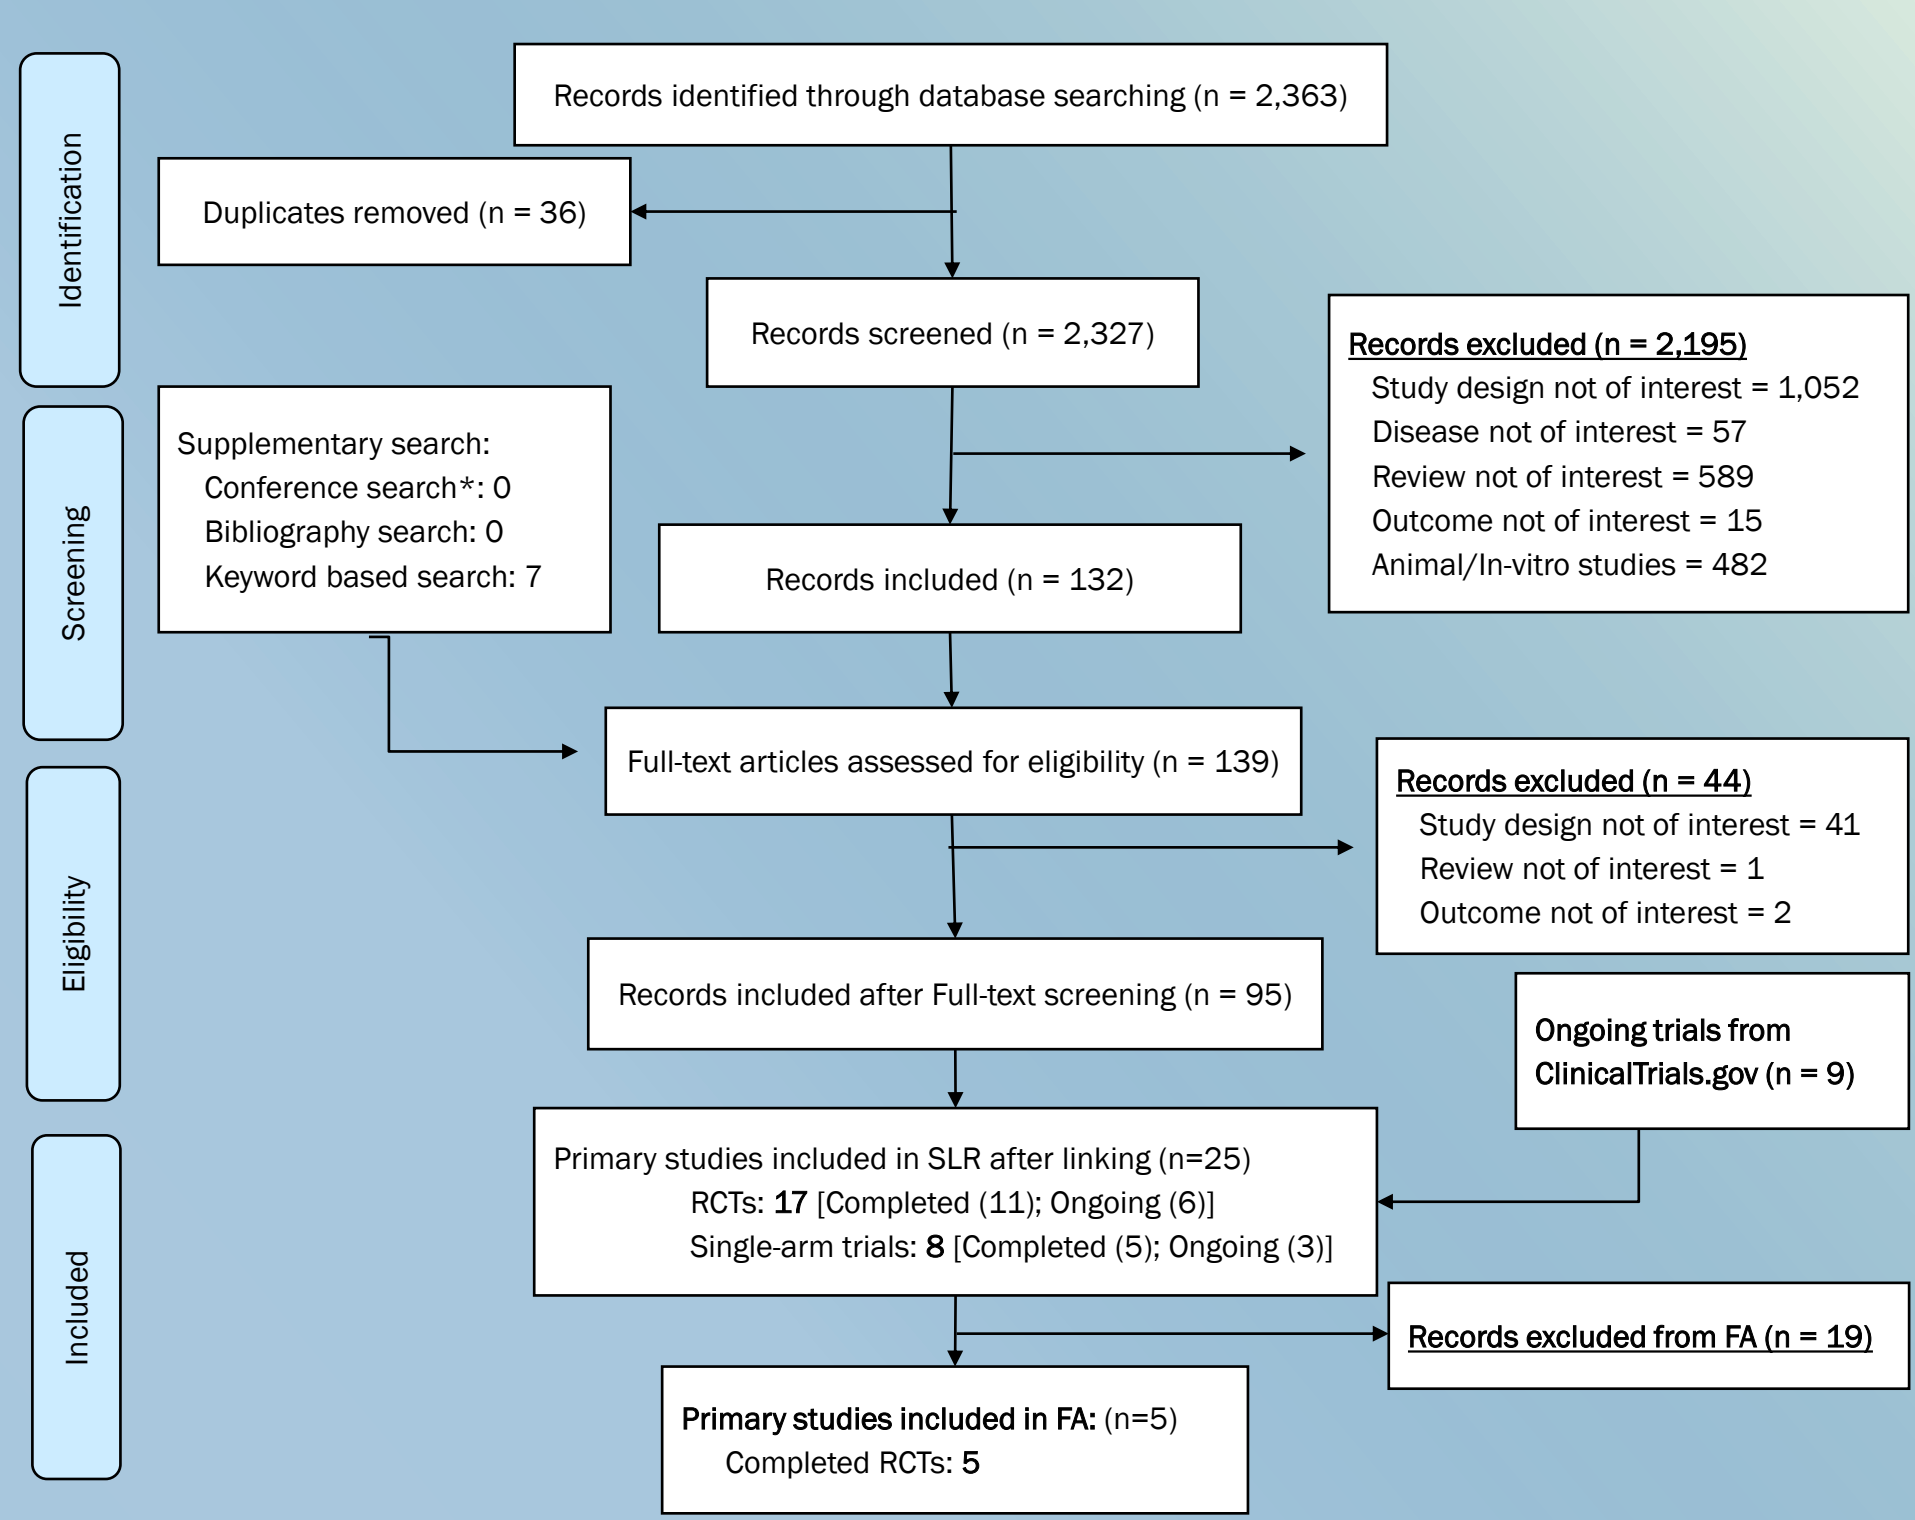 Identification
Records identified through database searching (n = 2,363)
Duplicates removed (n = 36)
Records screened (n = 2,327)
Records excluded (n = 2,195)
Study design not of interest = 1,052
Disease not of interest = 57
Review not of interest = 589
Outcome not of interest = 15
Animal/In-vitro studies = 482
Screening
Supplementary search:
Conference search*: 0
Bibliography search: 0
Keyword based search: 7
Records included (n = 132)
Full-text articles assessed for eligibility (n = 139)
Eligibility
Records excluded (n = 44)
Study design not of interest = 41
Review not of interest = 1
Outcome not of interest = 2
Records included after Full-text screening (n = 95)
Ongoing trials from
ClinicalTrials.gov (n = 9)
Included
Primary studies included in SLR after linking (n=25)
RCTs: 17 [Completed (11); Ongoing (6)]
Single-arm trials: 8 [Completed (5); Ongoing (3)]
Records excluded from FA (n = 19)
Primary studies included in FA: (n=5)
Completed RCTs: 5